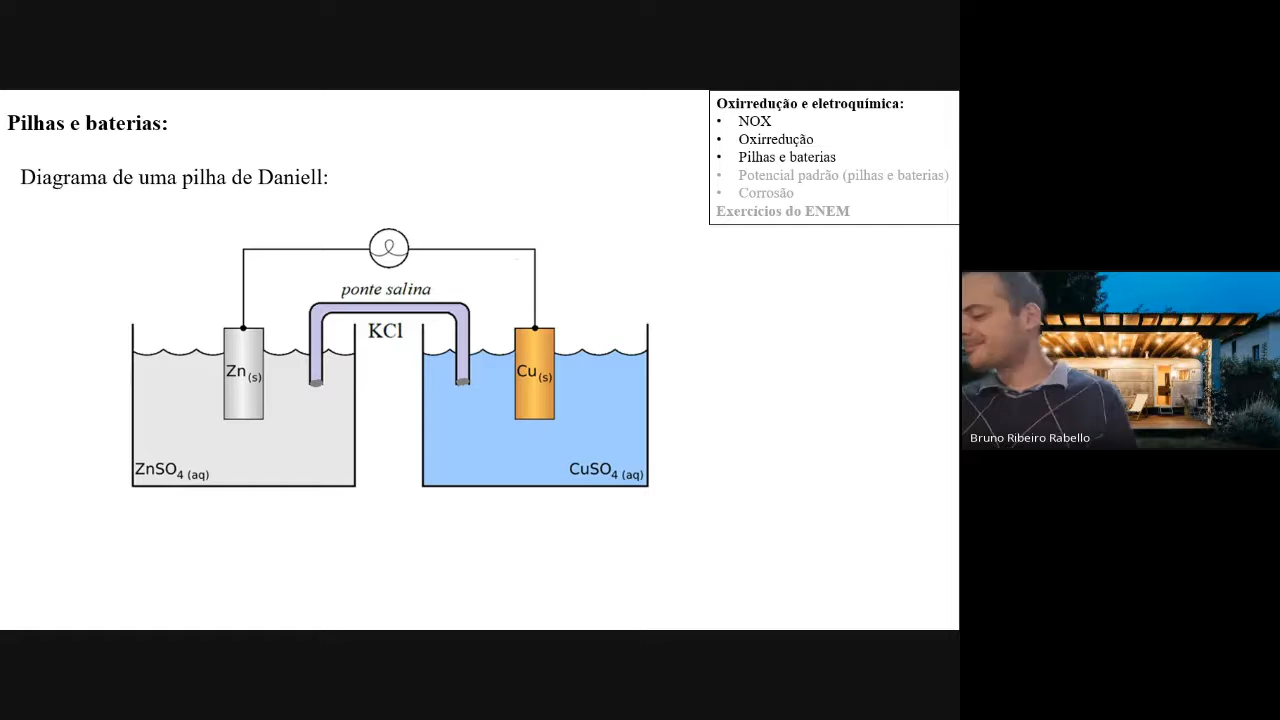 Pilhas e baterias:
Diagrama de uma pilha de Daniell:
ponte salina
KCl
Zn (s)
Cu (s)
ZnSO4 (aq)
CuSO4 (aq)
Oxirredução e eletroquímica:
• NOX
• Oxirredução
• Pilhas e baterias
• Potencial padrão (pilhas e baterias)
• Corrosão
Exercícios do ENEM
Bruno Ribeiro Rabello